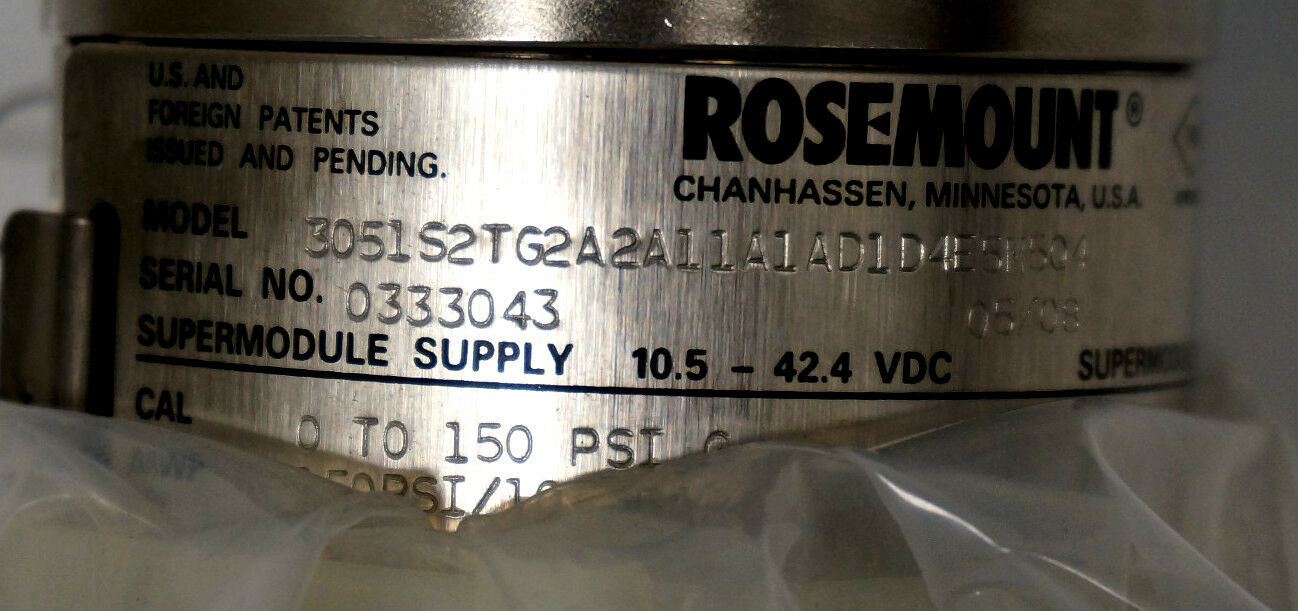 U.S. AND
FOREIGN PATENTS
ISSUED AND PENDING.
ROSEMOUNT®
CHANHASSEN, MINNESOTA, U.S.A.
MODEL 3051S2TG2A2A11A1AD1D4E5M5Q4
SERIAL NO. 0333043 05/08
SUPERMODULE SUPPLY 10.5 – 42.4 VDC
CAL 0 TO 150 PSI